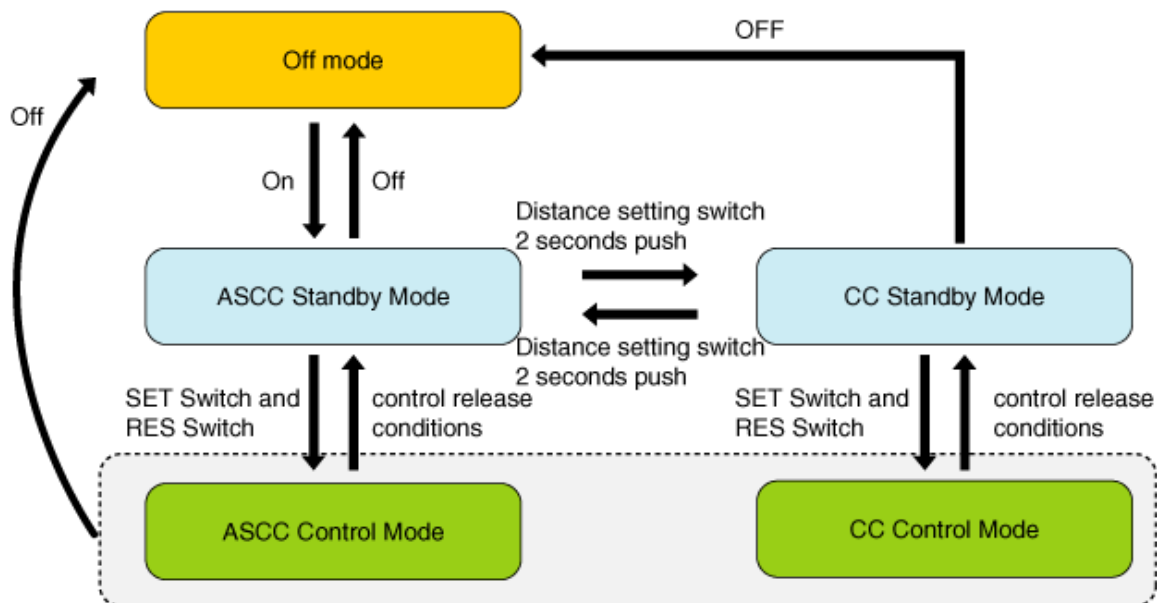 OFF
Off mode
Off
On
Off
Distance setting switch
2 seconds push
ASCC Standby Mode
CC Standby Mode
Distance setting switch
2 seconds push
SET Switch and
RES Switch
control release
conditions
SET Switch and
RES Switch
control release
conditions
ASCC Control Mode
CC Control Mode